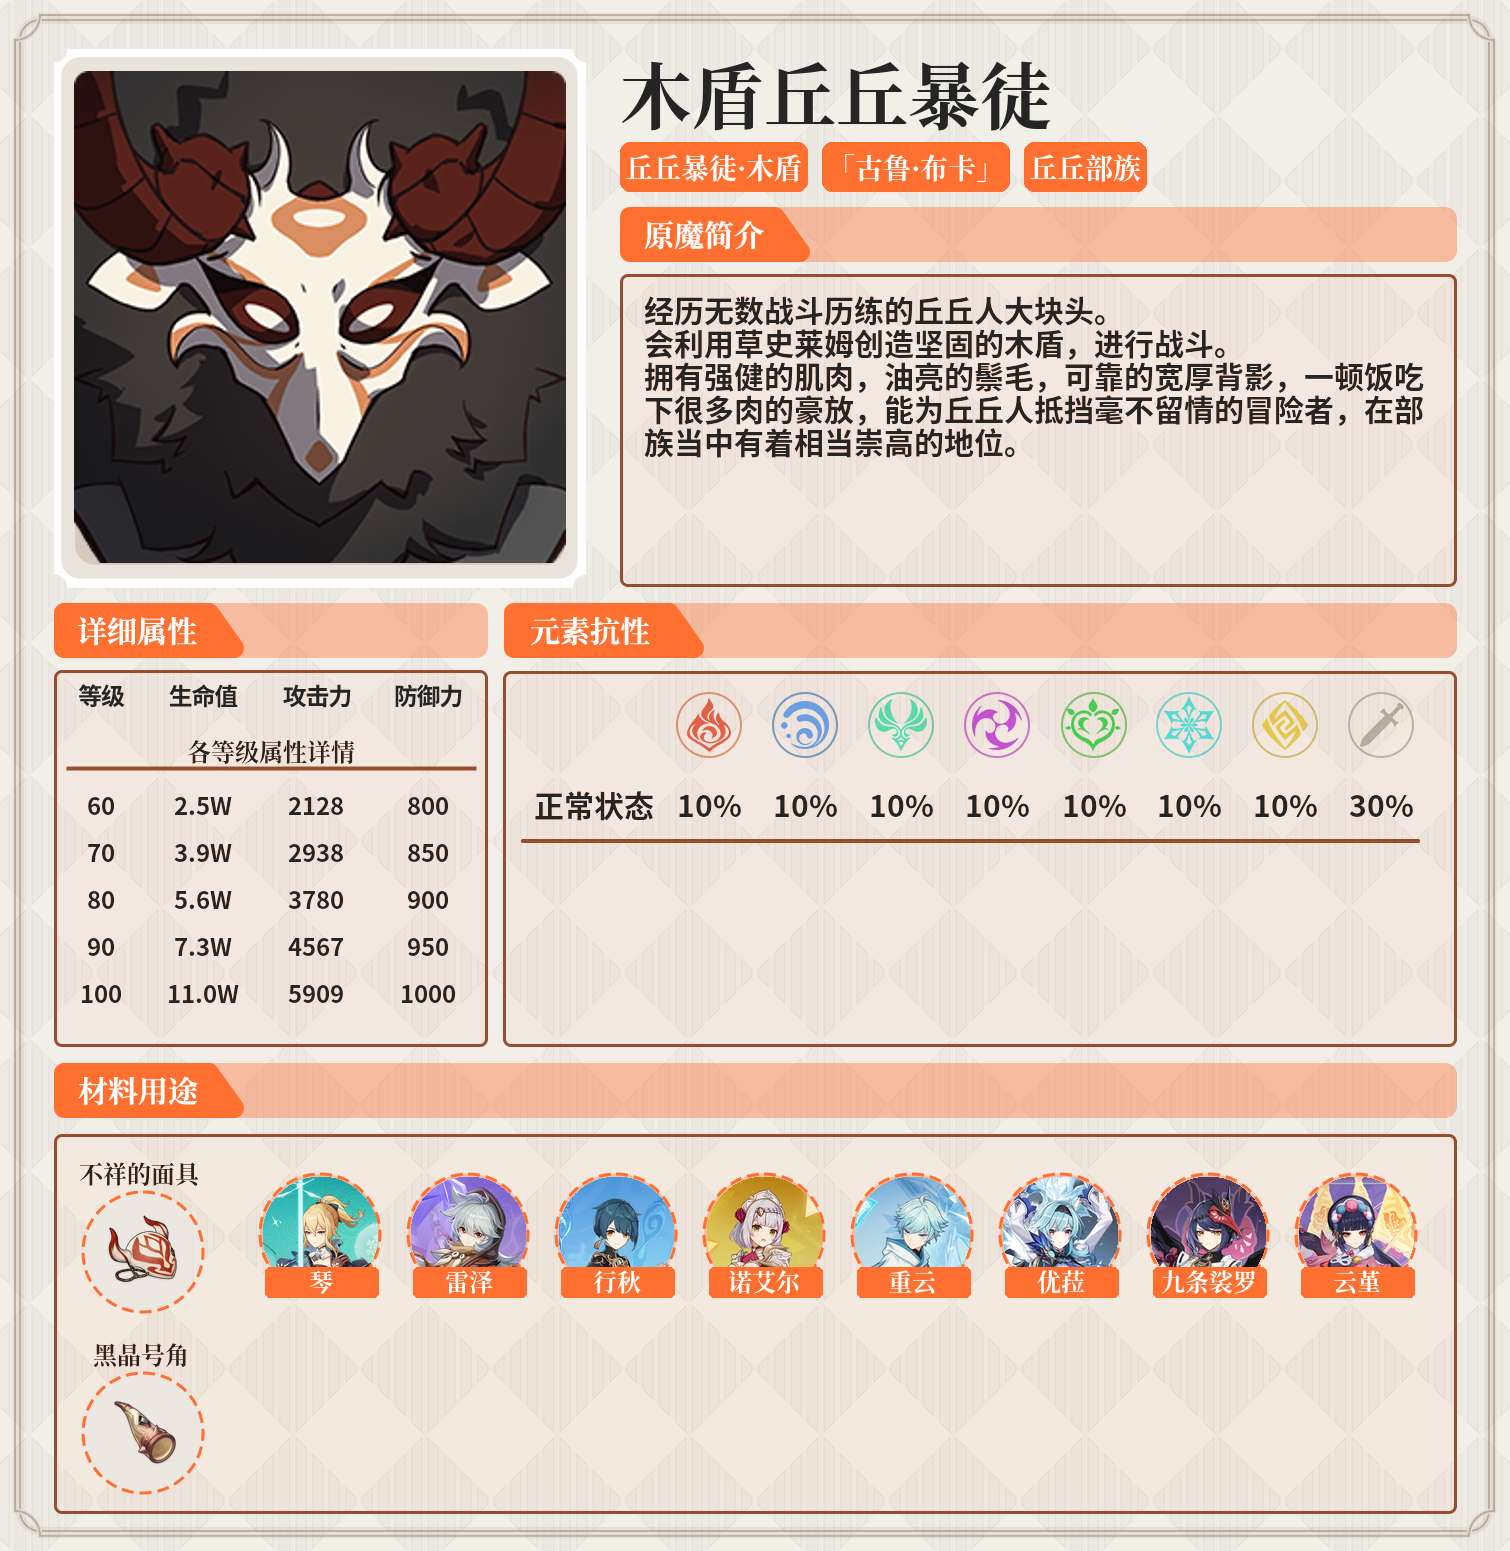 木盾丘丘暴徒
丘丘暴徒·木盾 「古鲁·布卡」 丘丘部族
原魔简介
经历无数战斗历练的丘丘人大块头。
会利用草史莱姆创造坚固的木盾，进行战斗。
拥有强健的肌肉，油亮的鬃毛，可靠的宽厚背影，一顿饭吃
下很多肉的豪放，能为丘丘人抵挡毫不留情的冒险者，在部
族当中有着相当崇高的地位。
详细属性
等级 生命值 攻击力 防御力
各等级属性详情
60 2.5W 2128 800
70 3.9W 2938 850
80 5.6W 3780 900
90 7.3W 4567 950
100 11.0W 5909 1000
元素抗性
正常状态 10% 10% 10% 10% 10% 10% 10% 30%
材料用途
不祥的面具
琴 雷泽 行秋 诺艾尔 重云 优菈 九条裟罗 云堇
黑晶号角